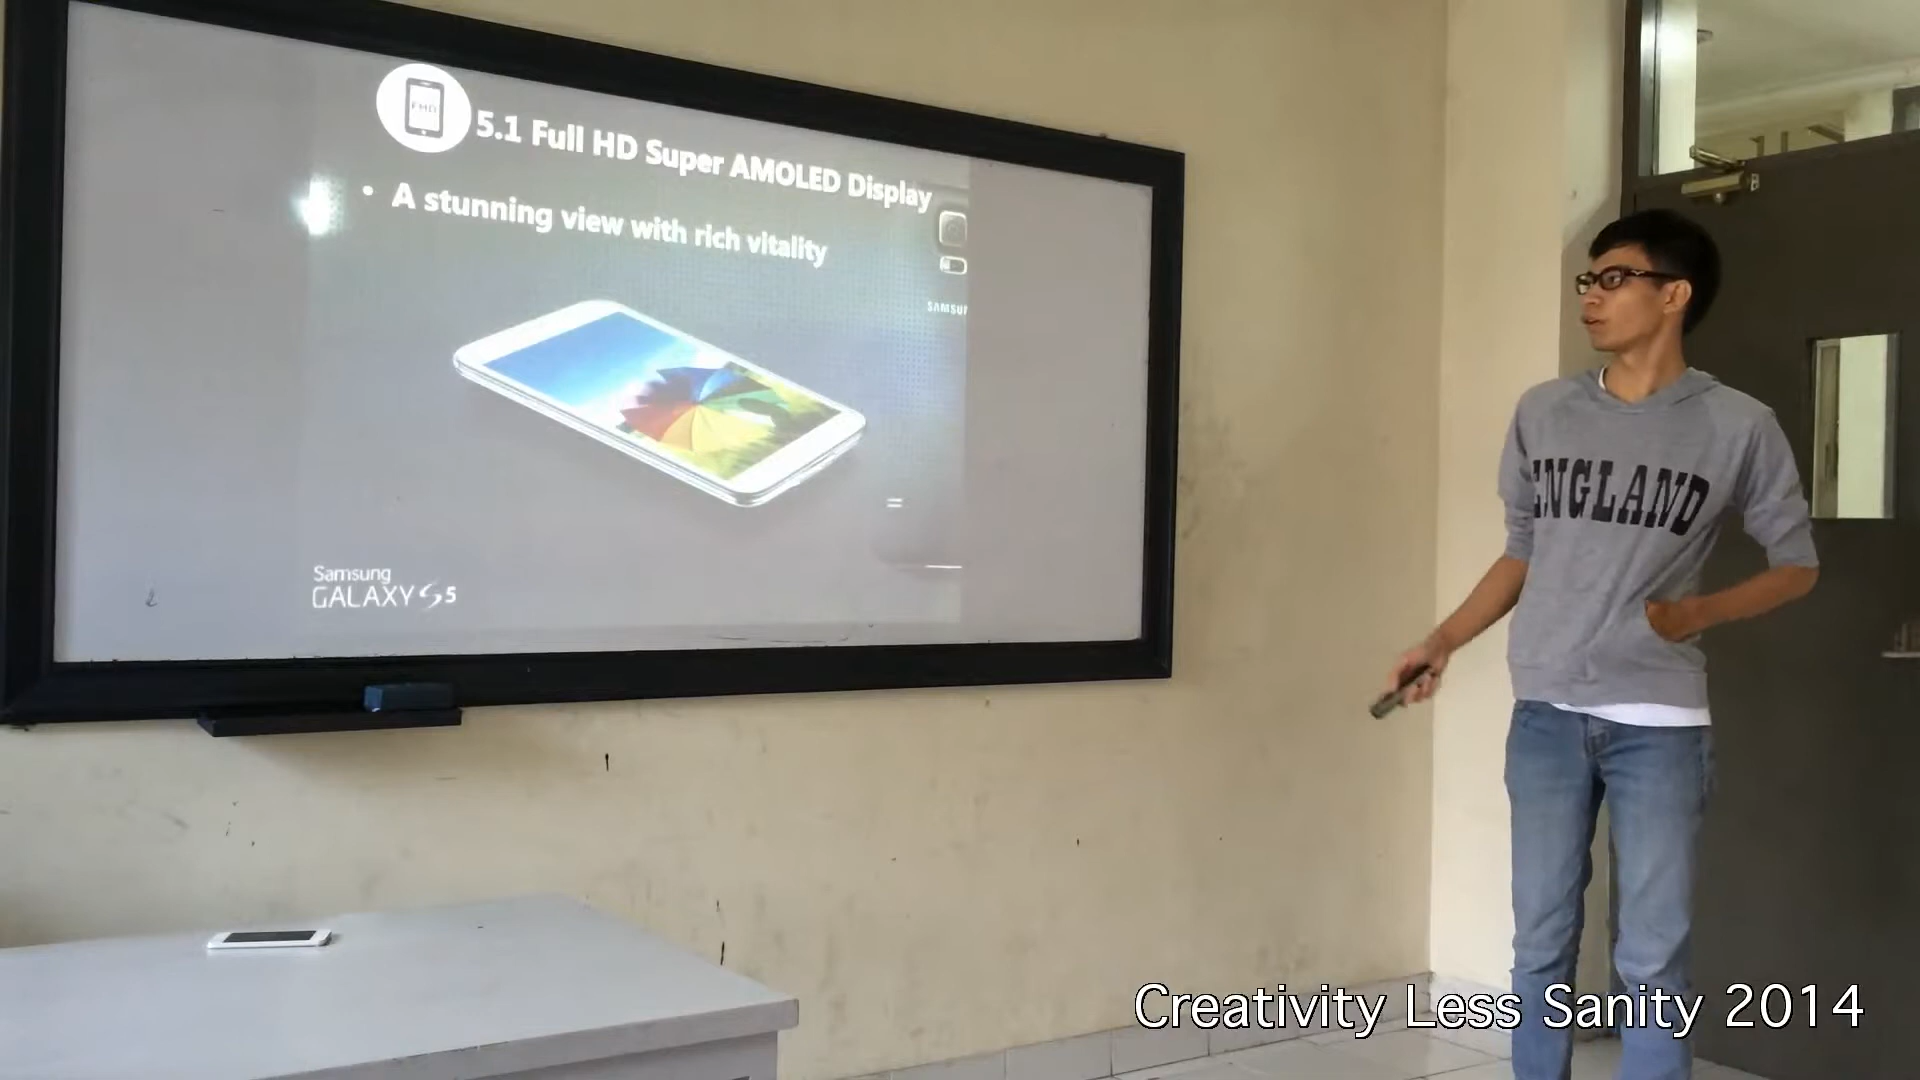 FHD
5.1 Full HD Super AMOLED Display
• A stunning view with rich vitality
Samsung
GALAXY S5
ENGLAND
Creativity Less Sanity 2014